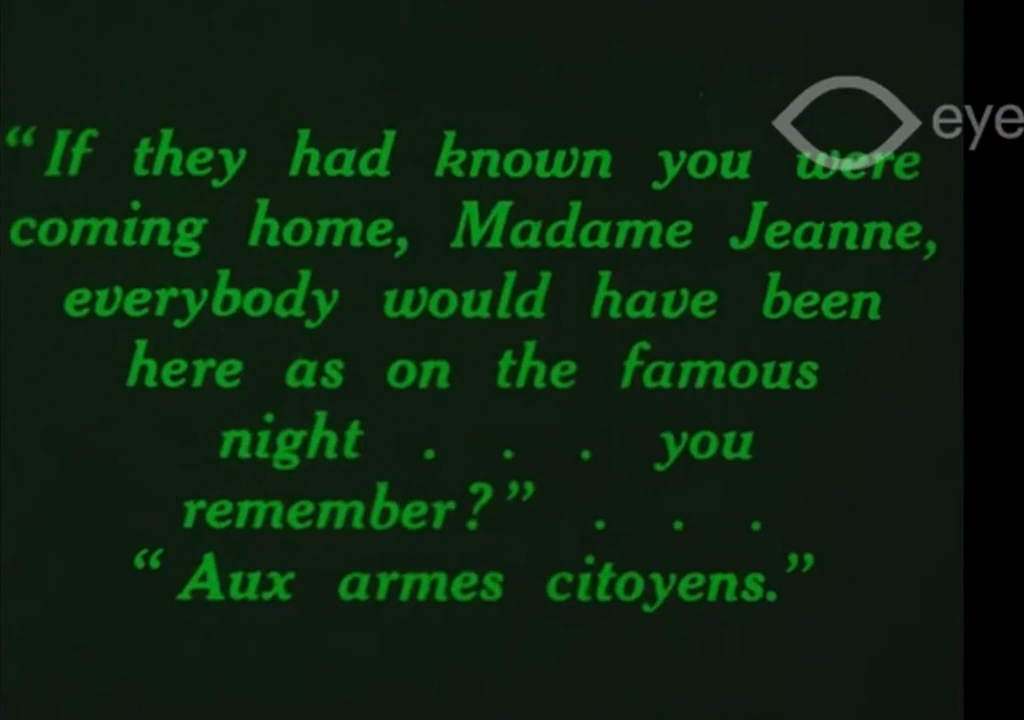 eye
“If they had known you were
coming home, Madame Jeanne,
everybody would have been
here as on the famous
night . . . you
remember?” . . .
“Aux armes citoyens.”